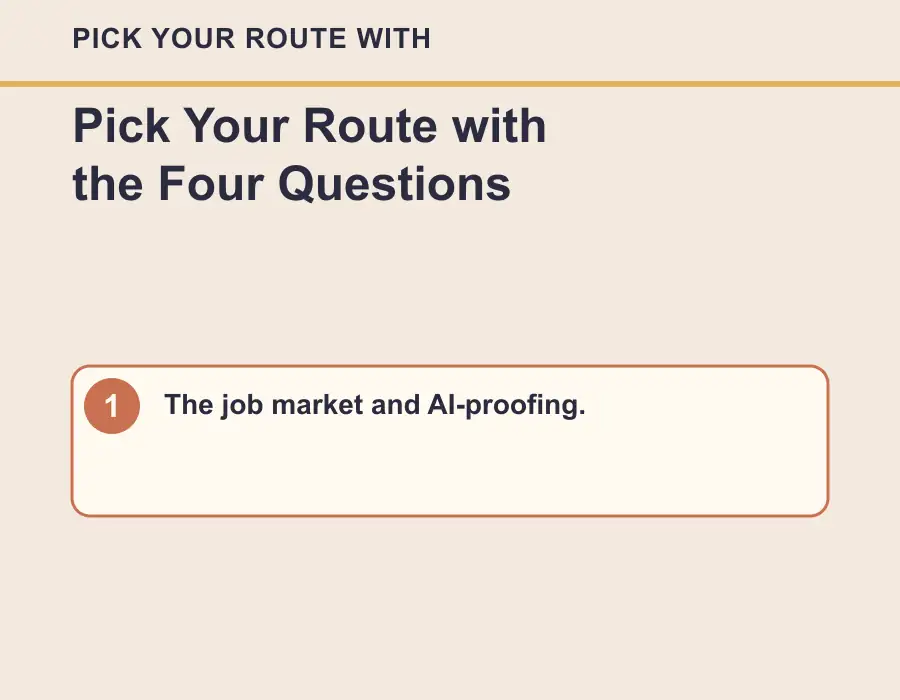 PICK YOUR ROUTE WITH
Pick Your Route with
the Four Questions
1 The job market and AI-proofing.